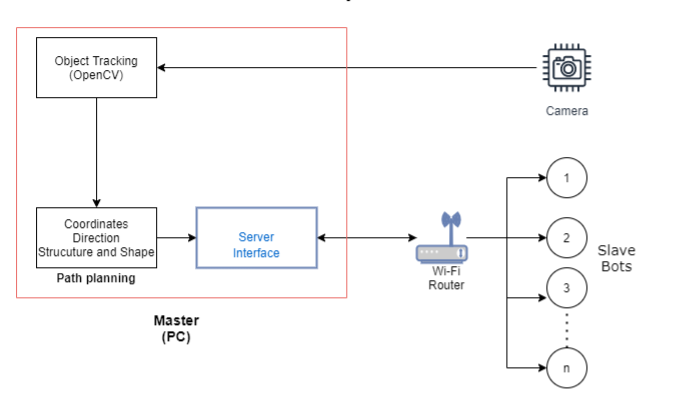 Object Tracking
(OpenCV)
Camera
Coordinates
Direction
Strucuture and Shape
Path planning
Server
Interface
Wi-Fi
Router
1
2
3
n
Slave
Bots
Master
(PC)